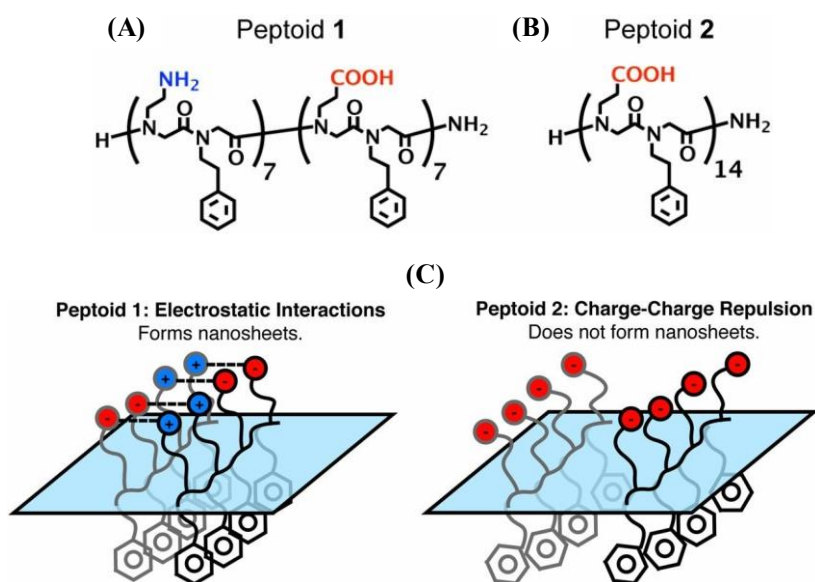 (A) Peptoid 1 (B) Peptoid 2
NH2 COOH COOH
H N O N O 7 N O N O 7 NH2 H N O N O 14 NH2
(C)
Peptoid 1: Electrostatic Interactions
Forms nanosheets.
Peptoid 2: Charge-Charge Repulsion
Does not form nanosheets.
+ -
+ -
- +
- +
- - - -
- - - -